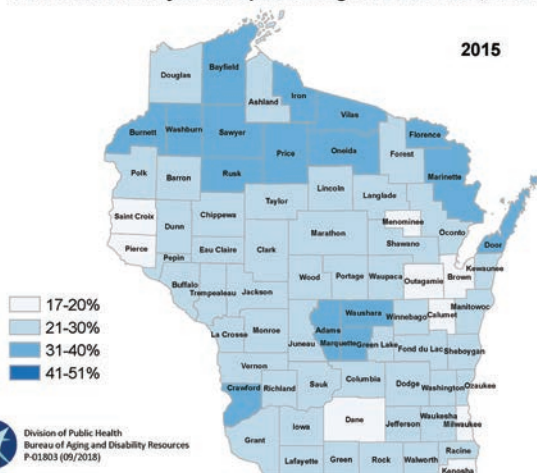 2015
Bayfield
Douglas
Iron
Ashland
Vilas
Florence
Burnett Washburn Sawyer
Price
Oneida
Forest
Marinette
Polk
Barron
Rusk
Lincoln
Langlade
Taylor
Saint Croix
Chippewa
Menominee
Oconto
Dunn
Marathon
Door
Pierce
Eau Claire
Clark
Shawano
Pepin
Kewaunee
Buffalo
Wood
Portage
Waupaca
Outagamie
Brown
Trempealeau
Jackson
17-20%
Waushara
Manitowoc
21-30%
Adams
Winnebago
Calumet
31-40%
La Crosse
Monroe
Juneau
Marquette
Green Lake
Fond du Lac
Sheboygan
41-51%
Vernon
Crawford
Richland
Sauk
Columbia
Dodge
Washington
Ozaukee
Dane
Waukesha
Milwaukee
Iowa
Jefferson
Grant
Racine
Lafayette
Green
Rock
Walworth
Kenosha
Division of Public Health
Bureau of Aging and Disability Resources
P-01803 (09/2018)